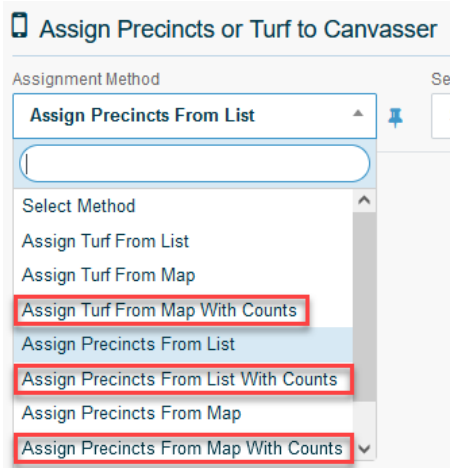 Assign Precincts or Turf to Canvasser
Assignment Method
Se
Assign Precincts From List
Select Method
Assign Turf From List
Assign Turf From Map
Assign Turf From Map With Counts
Assign Precincts From List
Assign Precincts From List With Counts
Assign Precincts From Map
Assign Precincts From Map With Counts